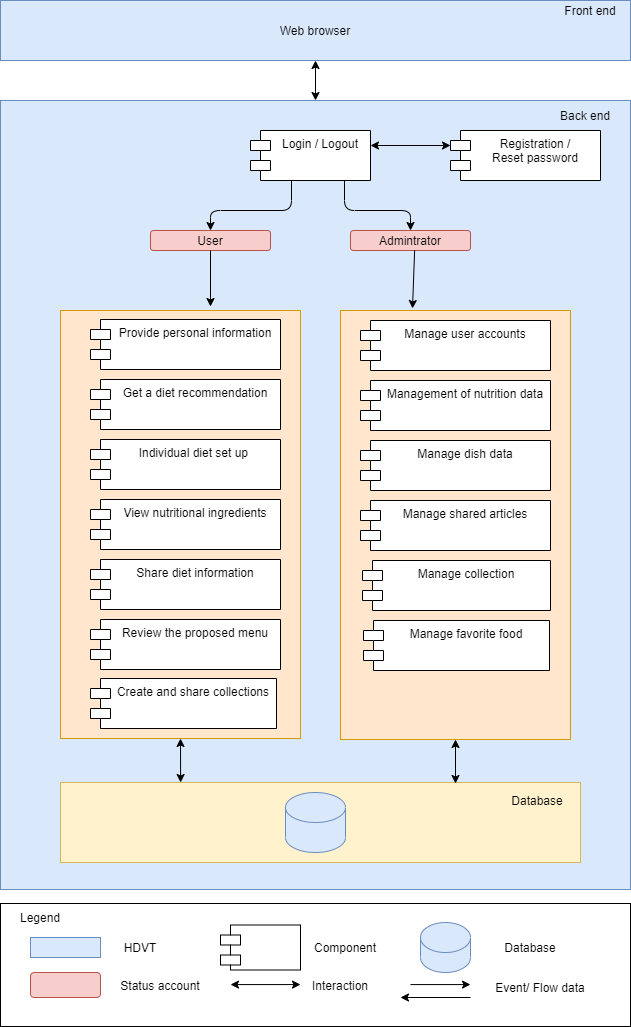 Front end
Web browser
Back end
Login / Logout
Registration /
Reset password
User
Admintrator
Provide personal information
Get a diet recommendation
Individual diet set up
View nutritional ingredients
Share diet information
Review the proposed menu
Create and share collections
Manage user accounts
Management of nutrition data
Manage dish data
Manage shared articles
Manage collection
Manage favorite food
Database
Legend
HDVT
Component
Database
Status account
Interaction
Event/ Flow data